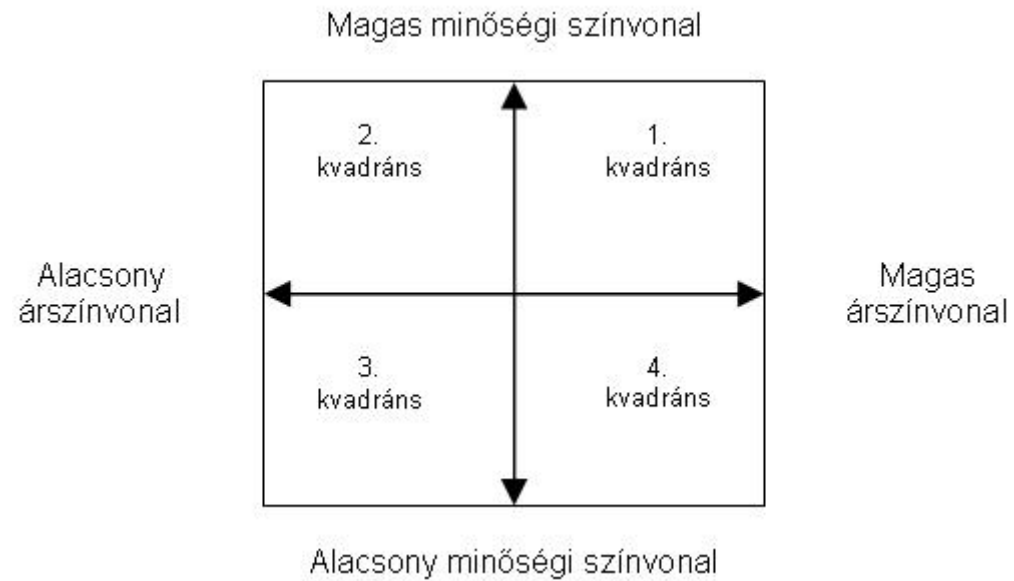 Magas minőségi színvonal
2.
kvadráns
1.
kvadráns
Alacsony
árszínvonal
Magas
árszínvonal
3.
kvadráns
4.
kvadráns
Alacsony minőségi színvonal